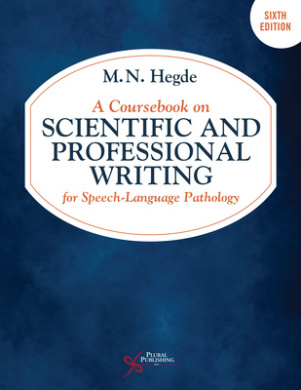 SIXTH
EDITION
M. N. Hegde
A Coursebook on
SCIENTIFIC AND
PROFESSIONAL
WRITING
for Speech-Language Pathology
PLURAL
PUBLISHING